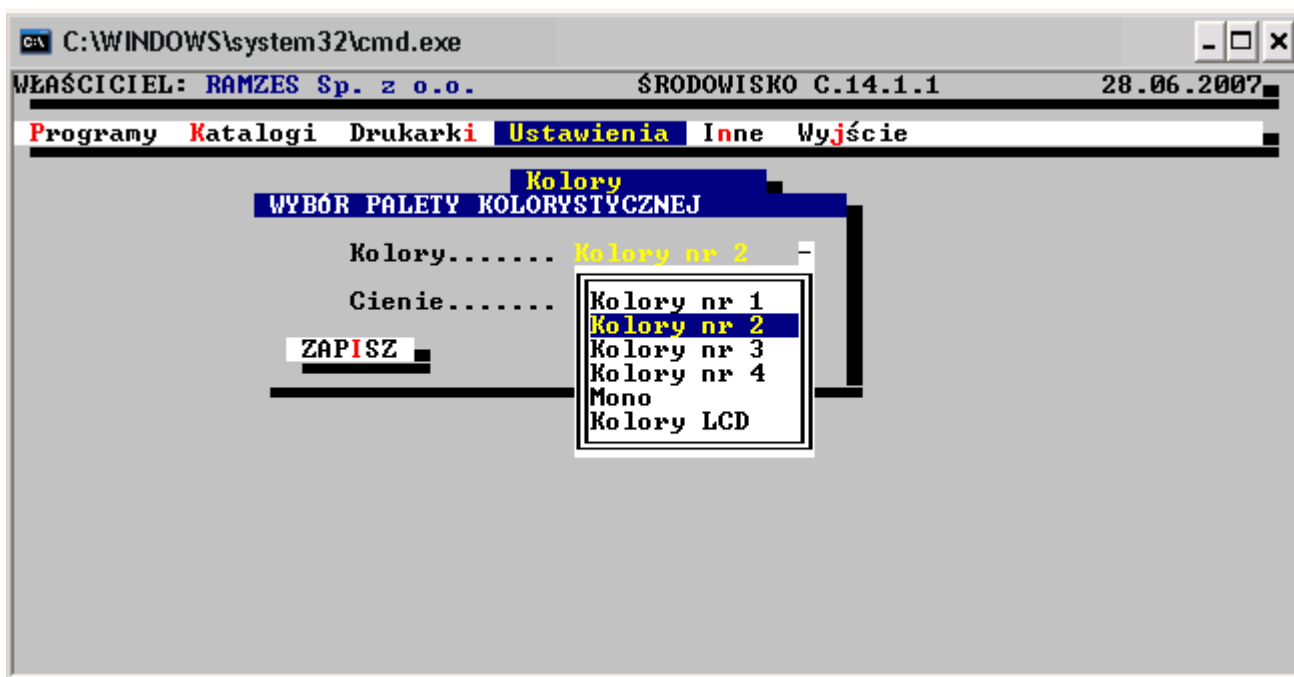 C:\WINDOWS\system32\cmd.exe
WŁAŚCICIEL: RAMZES Sp. z o.o. ŚRODOWISKO C.14.1.1 28.06.2007
Programy Katalogi Drukarki Ustawienia Inne Wyjście
Kolory
WYBÓR PALETY KOLORYSTYCZNEJ
Kolory....... Kolory nr 2
Cienie.......
Kolory nr 1
Kolory nr 2
Kolory nr 3
Kolory nr 4
Mono
Kolory LCD
ZAPISZ